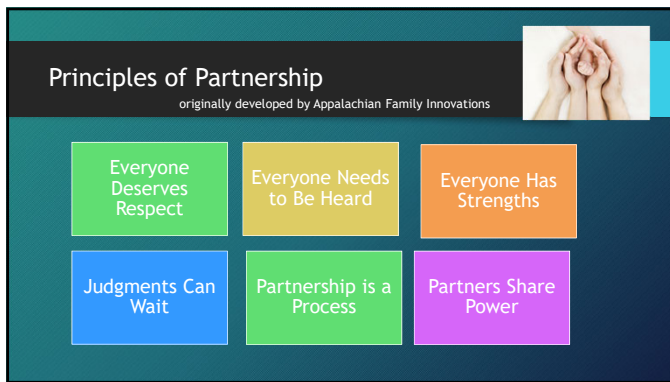 Principles of Partnership
originally developed by Appalachian Family Innovations
Everyone
Deserves
Respect
Everyone Needs
to Be Heard
Everyone Has
Strengths
Judgments Can
Wait
Partnership is a
Process
Partners Share
Power